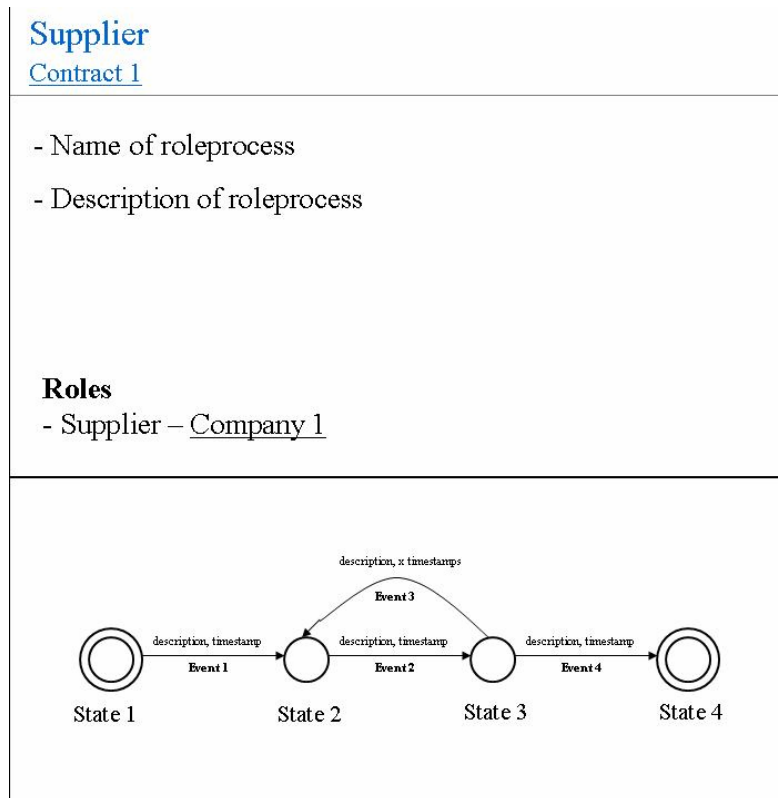 Supplier
Contract 1
- Name of roleprocess
- Description of roleprocess
Roles
- Supplier – Company 1
description, x timestamps
Event 3
description, timestamp
Event 1
description, timestamp
Event 2
description, timestamp
Event 4
State 1
State 2
State 3
State 4